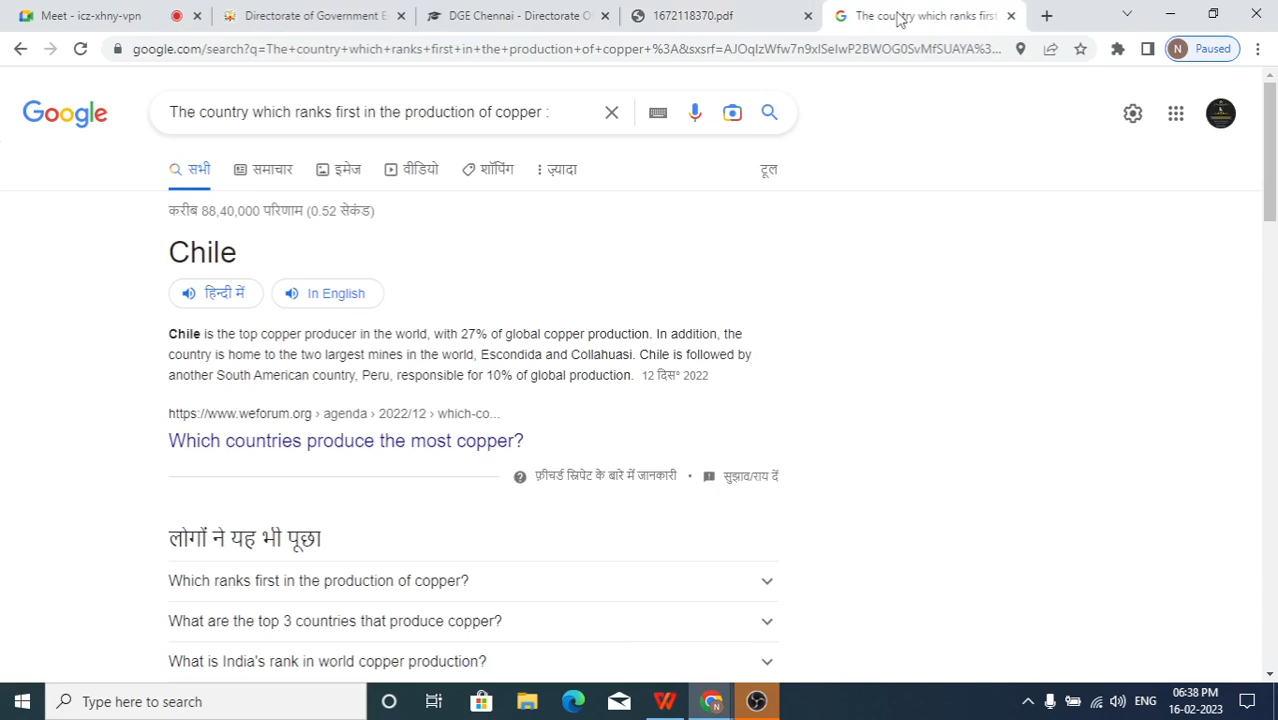 Meet - icz-xhny-vpn
Directorate of Government E
DGE Chennai - Directorate O
1672118370.pdf
The country which ranks first
google.com/search?q=The+country+which+ranks+first+in+the+production+of+copper+%3A&sxsrf=AJOqlzWfw7n9xlSelwP2BWOG0SvMfSUAYA%3...
N Paused
Google
The country which ranks first in the production of copper :
सभी
समाचार
इमेज
वीडियो
शॉपिंग
ज़्यादा
टूल
करीब 88,40,000 परिणाम (0.52 सेकंड)
Chile
हिन्दी में
In English
Chile is the top copper producer in the world, with 27% of global copper production. In addition, the
country is home to the two largest mines in the world, Escondida and Collahuasi. Chile is followed by
another South American country, Peru, responsible for 10% of global production. 12 दिस॰ 2022
https://www.weforum.org › agenda › 2022/12 › which-co...
Which countries produce the most copper?
फ़ीचर्ड स्निपेट के बारे में जानकारी • सुझाव/राय दें
लोगों ने यह भी पूछा
Which ranks first in the production of copper?
What are the top 3 countries that produce copper?
What is India's rank in world copper production?
Type here to search
ENG
06:38 PM
16-02-2023